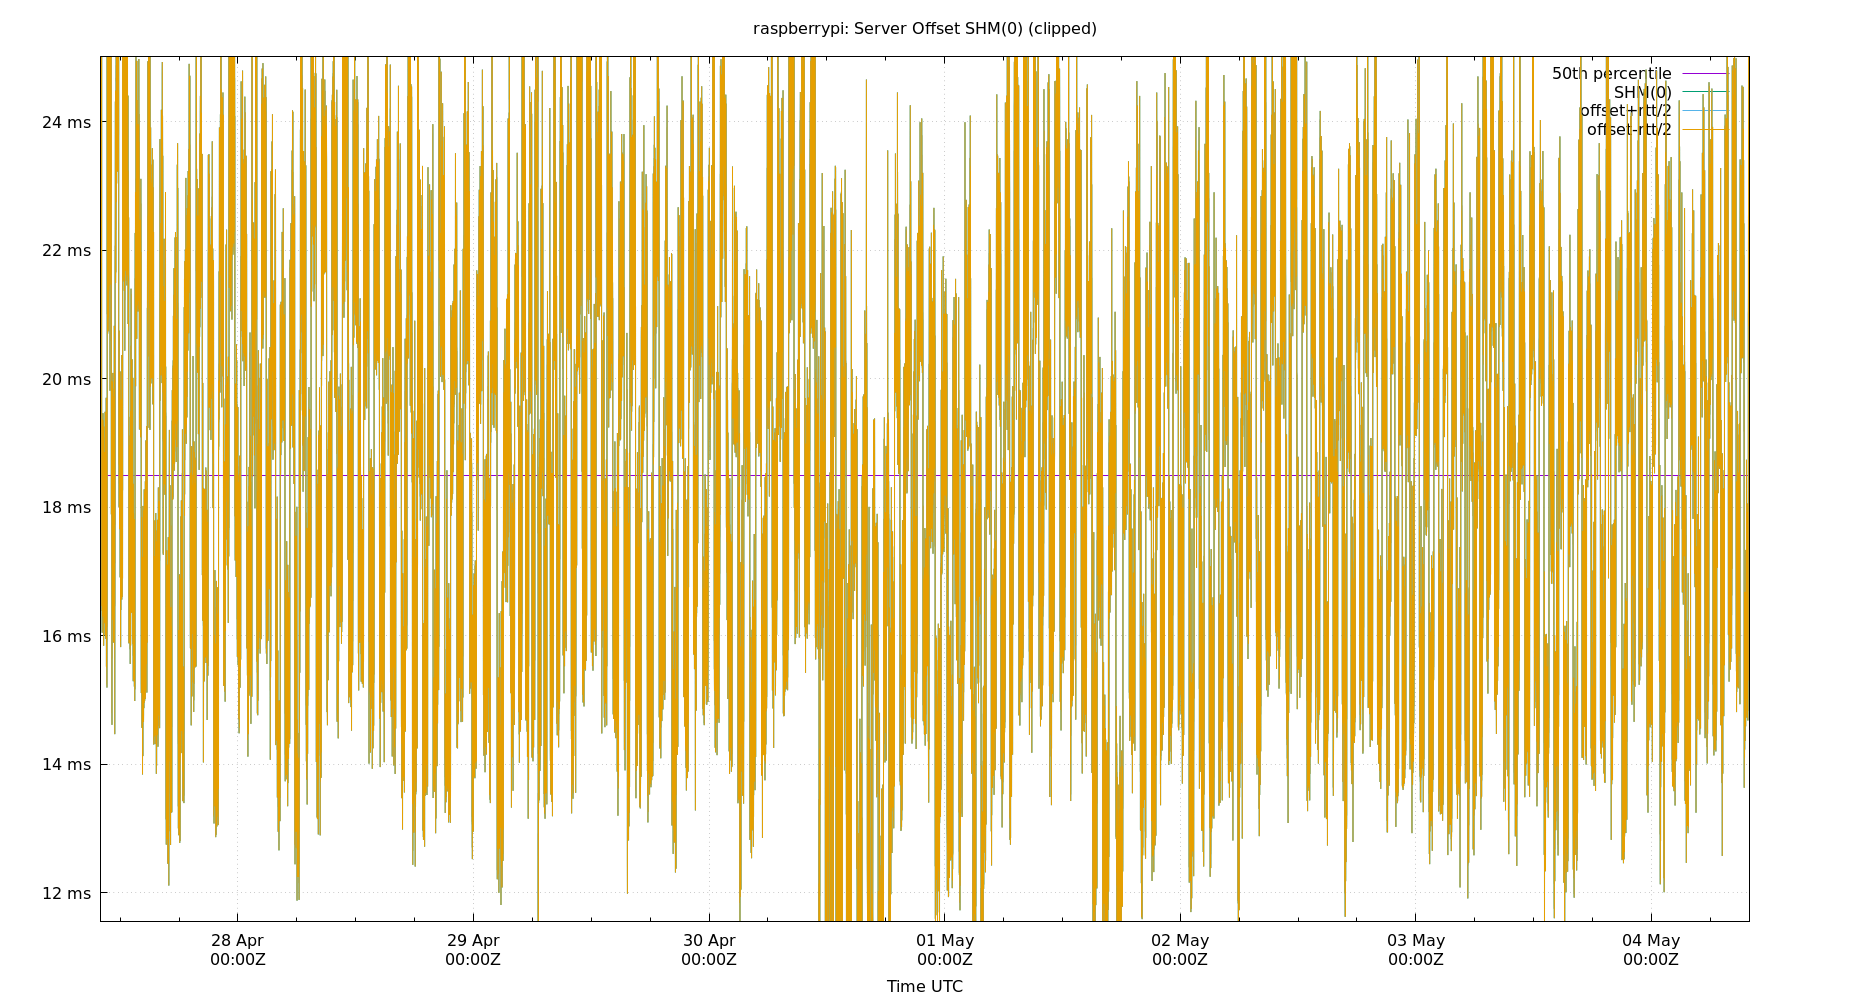 raspberrypi: Server Offset SHM(0) (clipped)
50th percentile
SHM(0)
offset+rtt/2
offset-rtt/2
24 ms
22 ms
20 ms
18 ms
16 ms
14 ms
12 ms
28 Apr 29 Apr 30 Apr 01 May 02 May 03 May 04 May
00:00Z 00:00Z 00:00Z 00:00Z 00:00Z 00:00Z 00:00Z
Time UTC